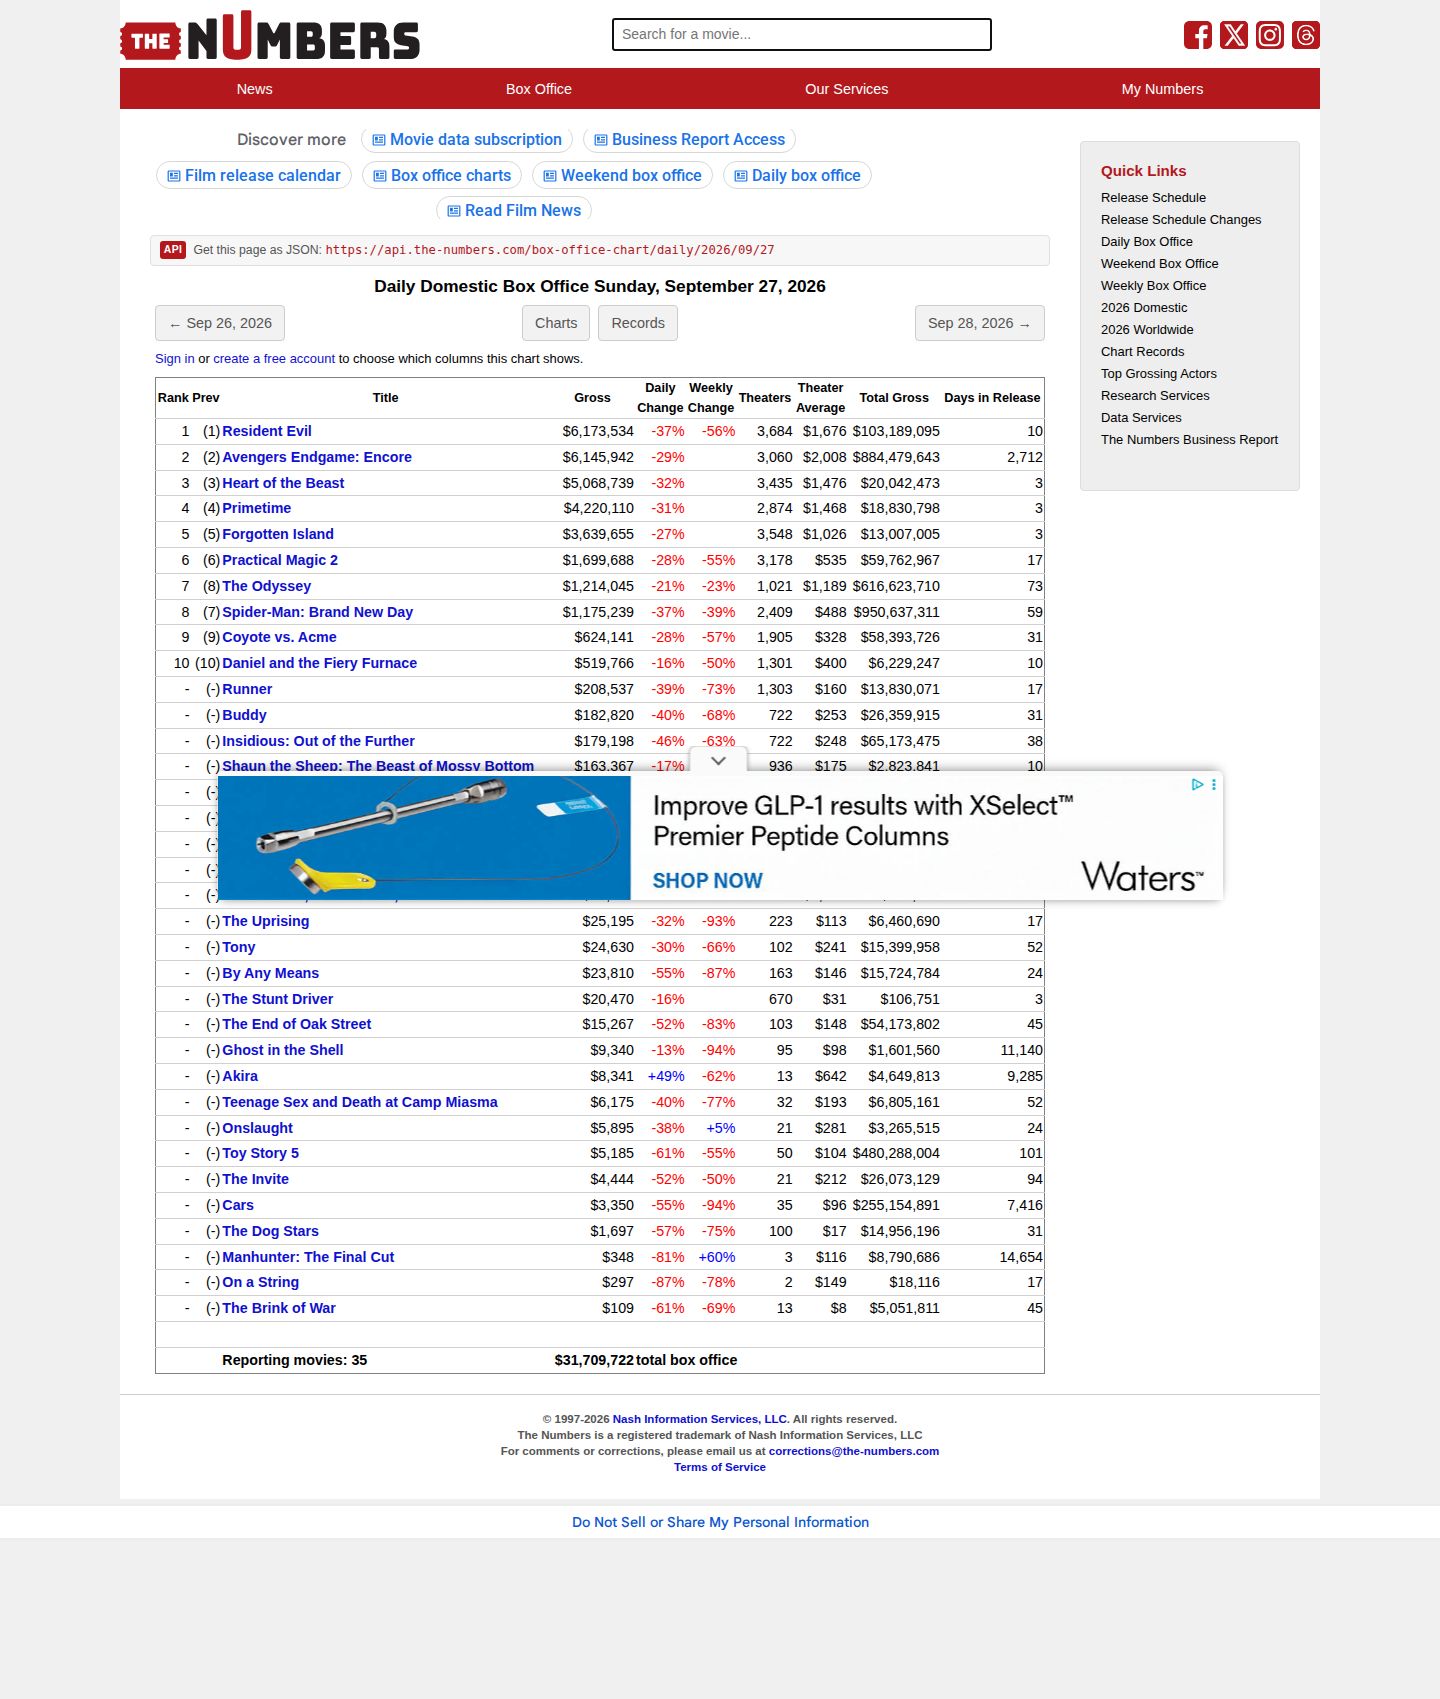 THE NUMBERS
Search for a movie...
News Box Office Our Services My Numbers
Discover more Movie data subscription Business Report Access
Film release calendar Box office charts Weekend box office Daily box office
Read Film News
API Get this page as JSON: https://api.the-numbers.com/box-office-chart/daily/2026/09/27
Daily Domestic Box Office Sunday, September 27, 2026
← Sep 26, 2026 Charts Records Sep 28, 2026 →
Sign in or create a free account to choose which columns this chart shows.
Rank Prev Title Gross Daily Change Weekly Change Theaters Theater Average Total Gross Days in Release
1 (1) Resident Evil $6,173,534 -37% -56% 3,684 $1,676 $103,189,095 10
2 (2) Avengers Endgame: Encore $6,145,942 -29% 3,060 $2,008 $884,479,643 2,712
3 (3) Heart of the Beast $5,068,739 -32% 3,435 $1,476 $20,042,473 3
4 (4) Primetime $4,220,110 -31% 2,874 $1,468 $18,830,798 3
5 (5) Forgotten Island $3,639,655 -27% 3,548 $1,026 $13,007,005 3
6 (6) Practical Magic 2 $1,699,688 -28% -55% 3,178 $535 $59,762,967 17
7 (8) The Odyssey $1,214,045 -21% -23% 1,021 $1,189 $616,623,710 73
8 (7) Spider-Man: Brand New Day $1,175,239 -37% -39% 2,409 $488 $950,637,311 59
9 (9) Coyote vs. Acme $624,141 -28% -57% 1,905 $328 $58,393,726 31
10 (10) Daniel and the Fiery Furnace $519,766 -16% -50% 1,301 $400 $6,229,247 10
- (-) Runner $208,537 -39% -73% 1,303 $160 $13,830,071 17
- (-) Buddy $182,820 -40% -68% 722 $253 $26,359,915 31
- (-) Insidious: Out of the Further $179,198 -46% -63% 722 $248 $65,173,475 38
- (-) Shaun the Sheep: The Beast of Mossy Bottom $163,367 -17% 936 $175 $2,823,841 10
- (-)
- (-)
- (-)
- (-)
- (-)
Improve GLP-1 results with XSelect™
Premier Peptide Columns
SHOP NOW
Waters™
- (-) The Uprising $25,195 -32% -93% 223 $113 $6,460,690 17
- (-) Tony $24,630 -30% -66% 102 $241 $15,399,958 52
- (-) By Any Means $23,810 -55% -87% 163 $146 $15,724,784 24
- (-) The Stunt Driver $20,470 -16% 670 $31 $106,751 3
- (-) The End of Oak Street $15,267 -52% -83% 103 $148 $54,173,802 45
- (-) Ghost in the Shell $9,340 -13% -94% 95 $98 $1,601,560 11,140
- (-) Akira $8,341 +49% -62% 13 $642 $4,649,813 9,285
- (-) Teenage Sex and Death at Camp Miasma $6,175 -40% -77% 32 $193 $6,805,161 52
- (-) Onslaught $5,895 -38% +5% 21 $281 $3,265,515 24
- (-) Toy Story 5 $5,185 -61% -55% 50 $104 $480,288,004 101
- (-) The Invite $4,444 -52% -50% 21 $212 $26,073,129 94
- (-) Cars $3,350 -55% -94% 35 $96 $255,154,891 7,416
- (-) The Dog Stars $1,697 -57% -75% 100 $17 $14,956,196 31
- (-) Manhunter: The Final Cut $348 -81% +60% 3 $116 $8,790,686 14,654
- (-) On a String $297 -87% -78% 2 $149 $18,116 17
- (-) The Brink of War $109 -61% -69% 13 $8 $5,051,811 45
Reporting movies: 35 $31,709,722 total box office
Quick Links
Release Schedule
Release Schedule Changes
Daily Box Office
Weekend Box Office
Weekly Box Office
2026 Domestic
2026 Worldwide
Chart Records
Top Grossing Actors
Research Services
Data Services
The Numbers Business Report
© 1997-2026 Nash Information Services, LLC. All rights reserved.
The Numbers is a registered trademark of Nash Information Services, LLC
For comments or corrections, please email us at corrections@the-numbers.com
Terms of Service
Do Not Sell or Share My Personal Information